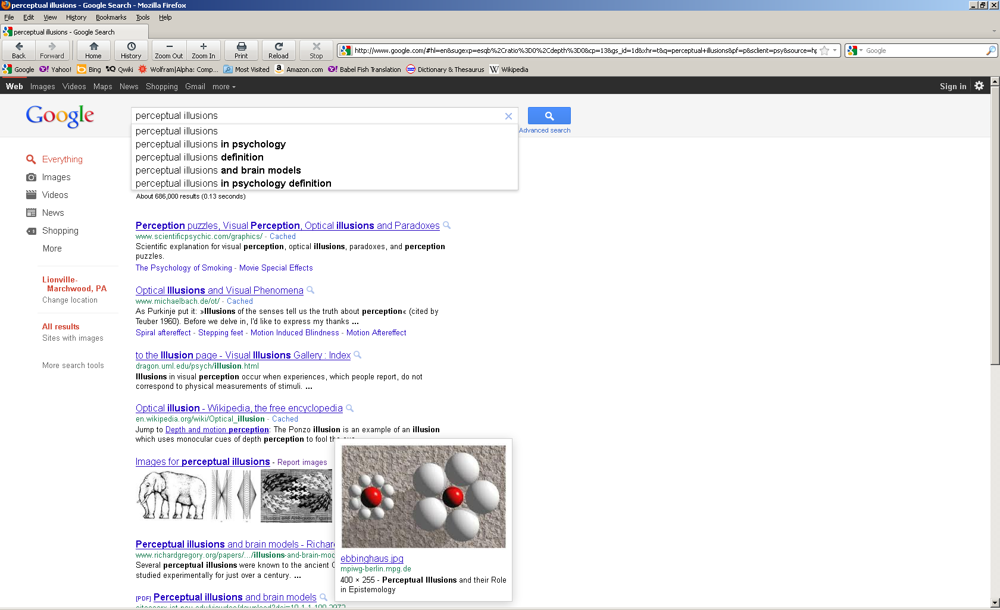 perceptual illusions - Google Search - Mozilla Firefox
File Edit View History Bookmarks Tools Help
perceptual illusions - Google Search
Back Forward Home History Zoom Out Zoom In Print Reload Stop
http://www.google.com/#hl=en&sugexp=esqb%2Cratio%3D0%2Cdepth%3D0&cp=13&gs_id=1d&xhr=t&q=perceptual+illusions&pf=p&sclient=psy&source=hp
Google
Google Yahoo! Bing Qwiki Wolfram|Alpha: Comp... Most Visited Amazon.com Babel Fish Translation Dictionary & Thesaurus Wikipedia
Web Images Videos Maps News Shopping Gmail more Sign in
Google
perceptual illusions
Advanced search
perceptual illusions
perceptual illusions in psychology
perceptual illusions definition
perceptual illusions and brain models
perceptual illusions in psychology definition
About 686,000 results (0.13 seconds)
Everything
Images
Videos
News
Shopping
More
Lionville-
Marchwood, PA
Change location
All results
Sites with images
More search tools
Perception puzzles, Visual Perception, Optical illusions and Paradoxes
www.scientificpsychic.com/graphics/ - Cached
Scientific explanation for visual perception, optical illusions, paradoxes, and perception
puzzles.
The Psychology of Smoking - Movie Special Effects
Optical Illusions and Visual Phenomena
www.michaelbach.de/ot/ - Cached
As Purkinje put it: »Illusions of the senses tell us the truth about perception« (cited by
Teuber 1960). Before we delve in, I'd like to express my thanks ...
Spiral aftereffect - Stepping feet - Motion Induced Blindness - Motion Aftereffect
to the Illusion page - Visual Illusions Gallery : Index
dragon.uml.edu/psych/illusion.html
Illusions in visual perception occur when experiences, which people report, do not
correspond to physical measurements of stimuli. ...
Optical illusion - Wikipedia, the free encyclopedia
en.wikipedia.org/wiki/Optical_illusion - Cached
Jump to Depth and motion perception: The Ponzo illusion is an example of an illusion
which uses monocular cues of depth perception to fool the
Images for perceptual illusions - Report images
Illusions and Ambiguous Figures
Perceptual illusions and brain models - Richar
www.richardgregory.org/papers/.../illusions-and-brain-mo
Several perceptual illusions were known to the ancient
studied experimentally for just over a century. ...
[PDF] Perceptual illusions and brain models
ebbinghaus.jpg
mpiwg-berlin.mpg.de
400 × 255 - Perceptual Illusions and their Role
in Epistemology